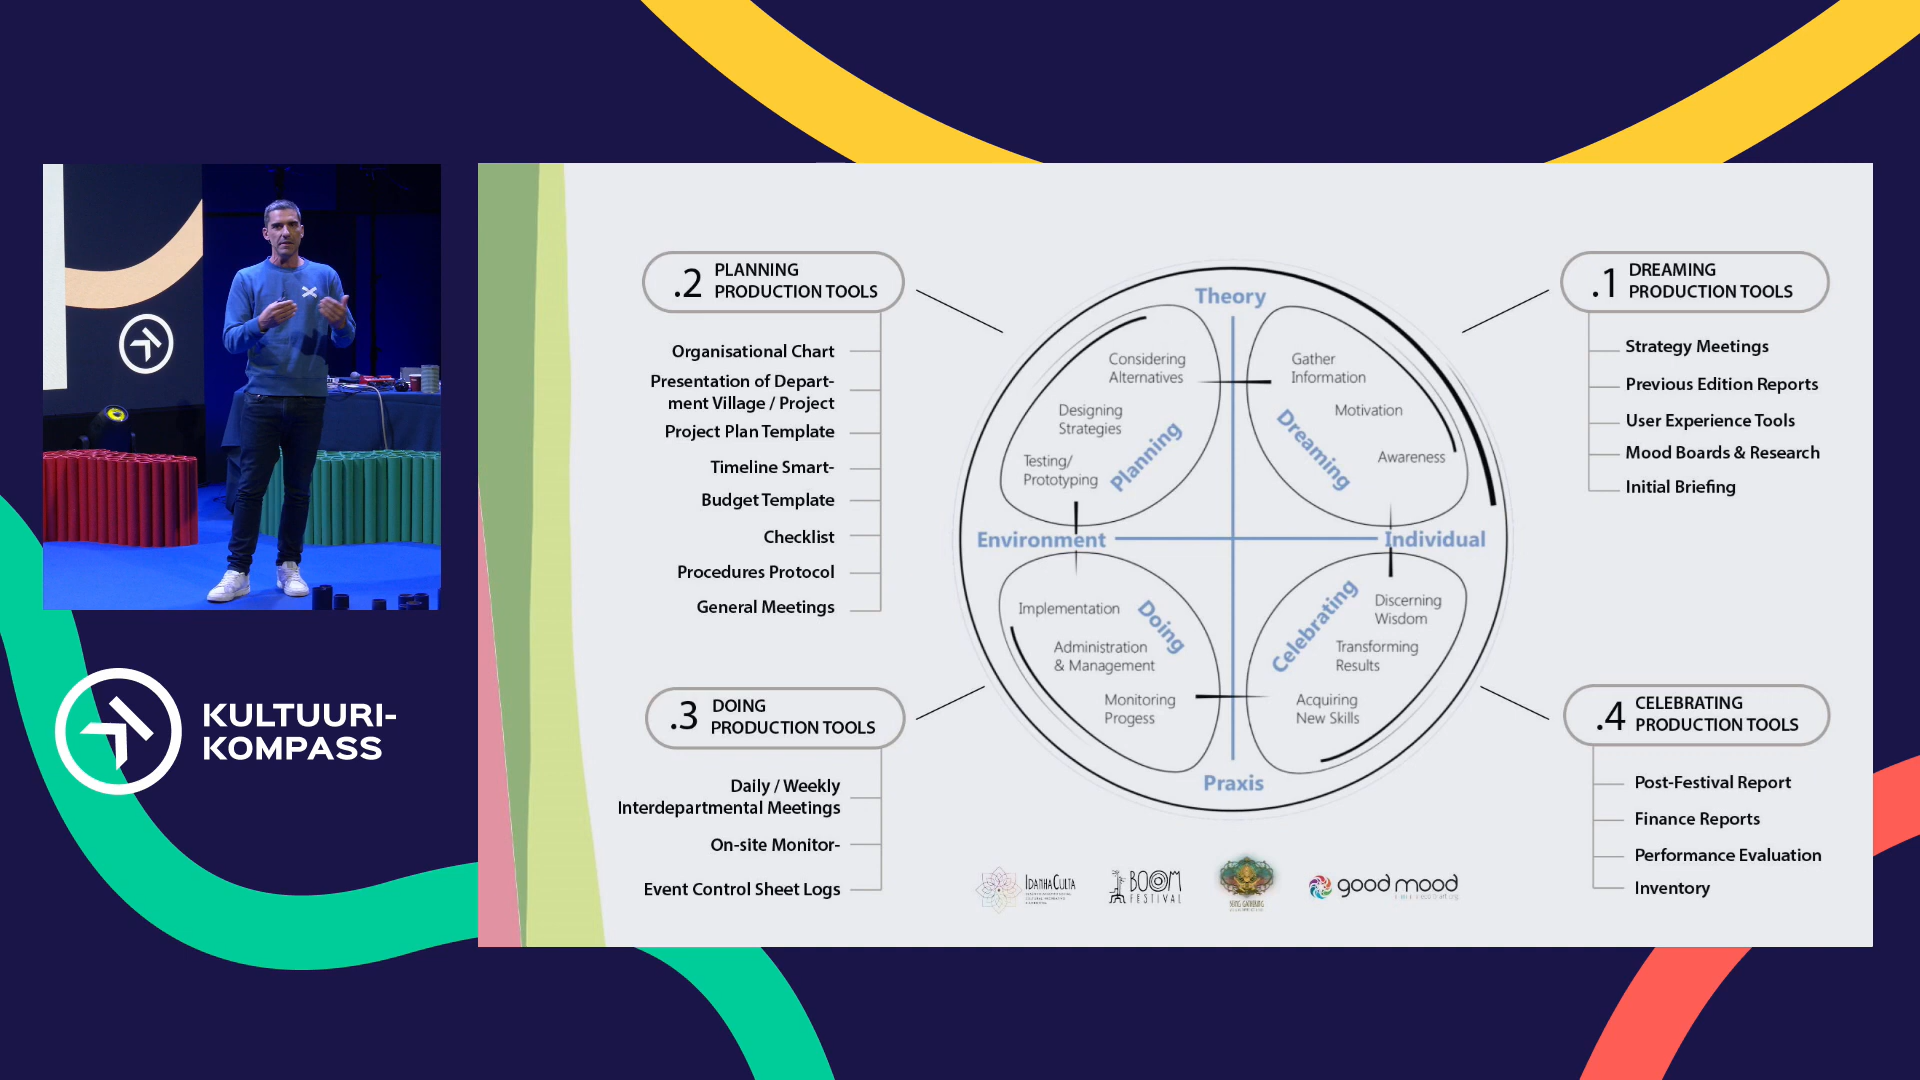 KULTUURI-
KOMPASS
.2 PLANNING
PRODUCTION TOOLS
Organisational Chart
Presentation of Depart-
ment Village / Project
Project Plan Template
Timeline Smart-
Budget Template
Checklist
Procedures Protocol
General Meetings
.1 DREAMING
PRODUCTION TOOLS
Strategy Meetings
Previous Edition Reports
User Experience Tools
Mood Boards & Research
Initial Briefing
Theory
Considering
Alternatives
Designing
Strategies
Testing/
Prototyping
Planning
Gather
Information
Motivation
Awareness
Dreaming
Environment
Individual
Implementation
Administration
& Management
Monitoring
Progess
Doing
Discerning
Wisdom
Transforming
Results
Acquiring
New Skills
Celebrating
Praxis
.3 DOING
PRODUCTION TOOLS
Daily / Weekly
Interdepartmental Meetings
On-site Monitor-
Event Control Sheet Logs
.4 CELEBRATING
PRODUCTION TOOLS
Post-Festival Report
Finance Reports
Performance Evaluation
Inventory
IDANHACULTA
BOOM
FESTIVAL
BEING GATHERING
good mood